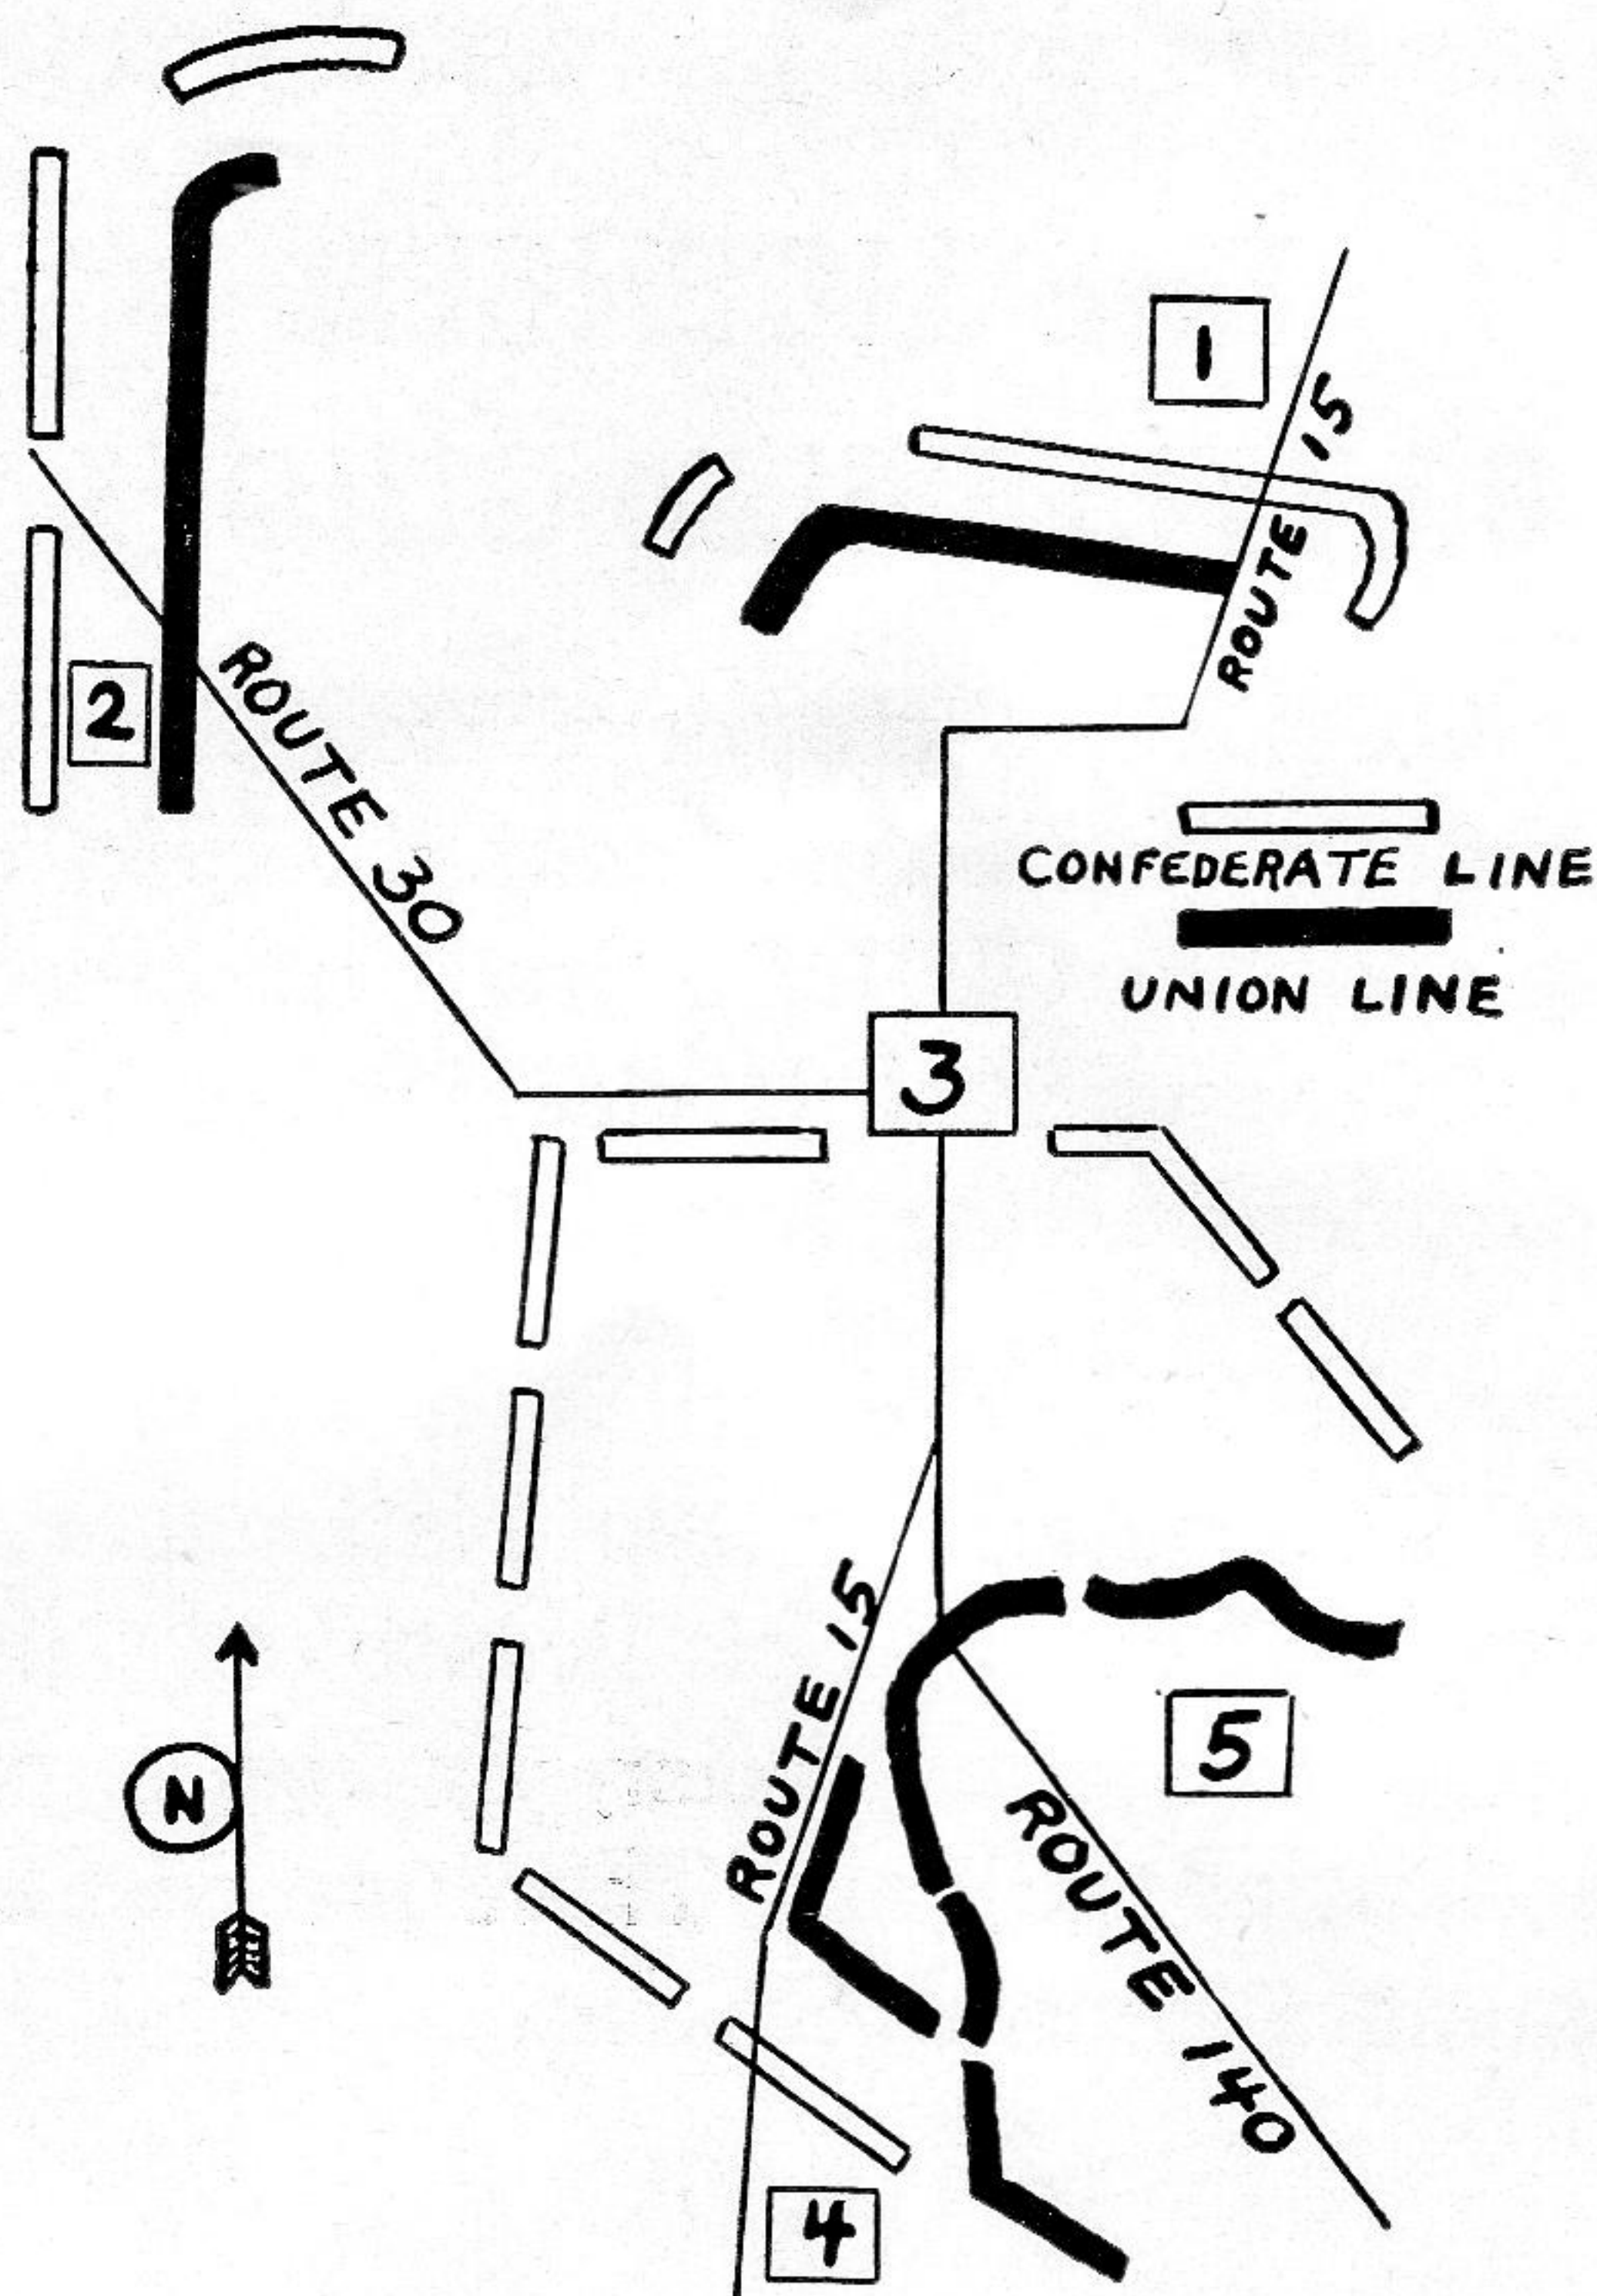 1
ROUTE 15
2
ROUTE 30
CONFEDERATE LINE
UNION LINE
3
ROUTE 15
5
N
ROUTE 140
4